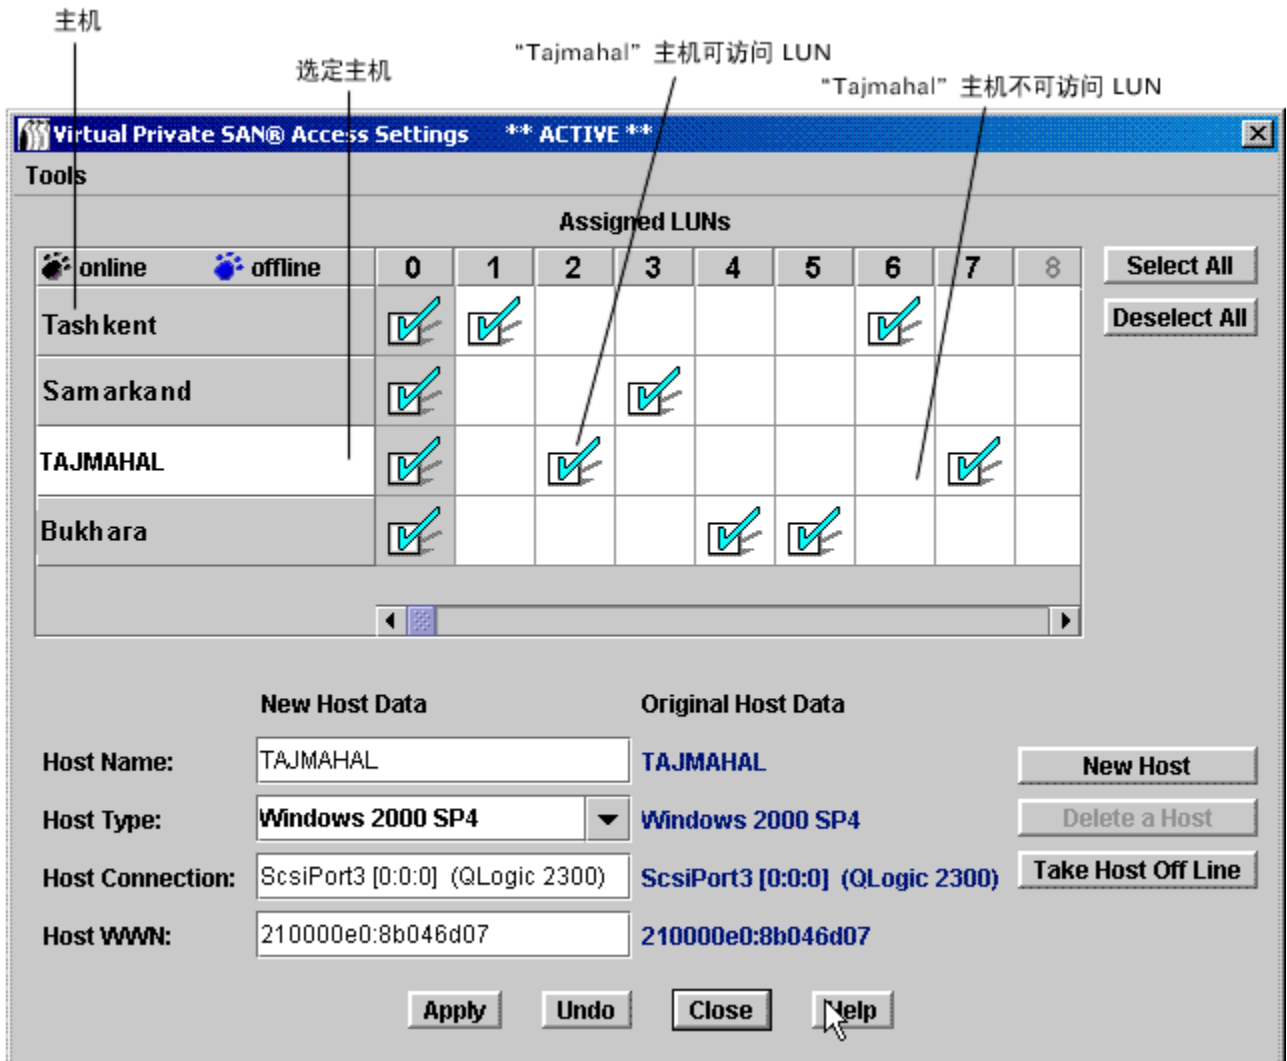 主机
选定主机
“Tajmahal” 主机可访问 LUN
“Tajmahal” 主机不可访问 LUN
Virtual Private SAN® Access Settings ** ACTIVE **
Tools
Assigned LUNs
online offline 0 1 2 3 4 5 6 7 8
Select All
Tashkent
Deselect All
Samarkand
TAJMAHAL
Bukhara
New Host Data Original Host Data
Host Name: TAJMAHAL TAJMAHAL New Host
Host Type: Windows 2000 SP4 Windows 2000 SP4 Delete a Host
Host Connection: ScsiPort3 [0:0:0] (QLogic 2300) ScsiPort3 [0:0:0] (QLogic 2300) Take Host Off Line
Host WWN: 210000e0:8b046d07 210000e0:8b046d07
Apply Undo Close Help